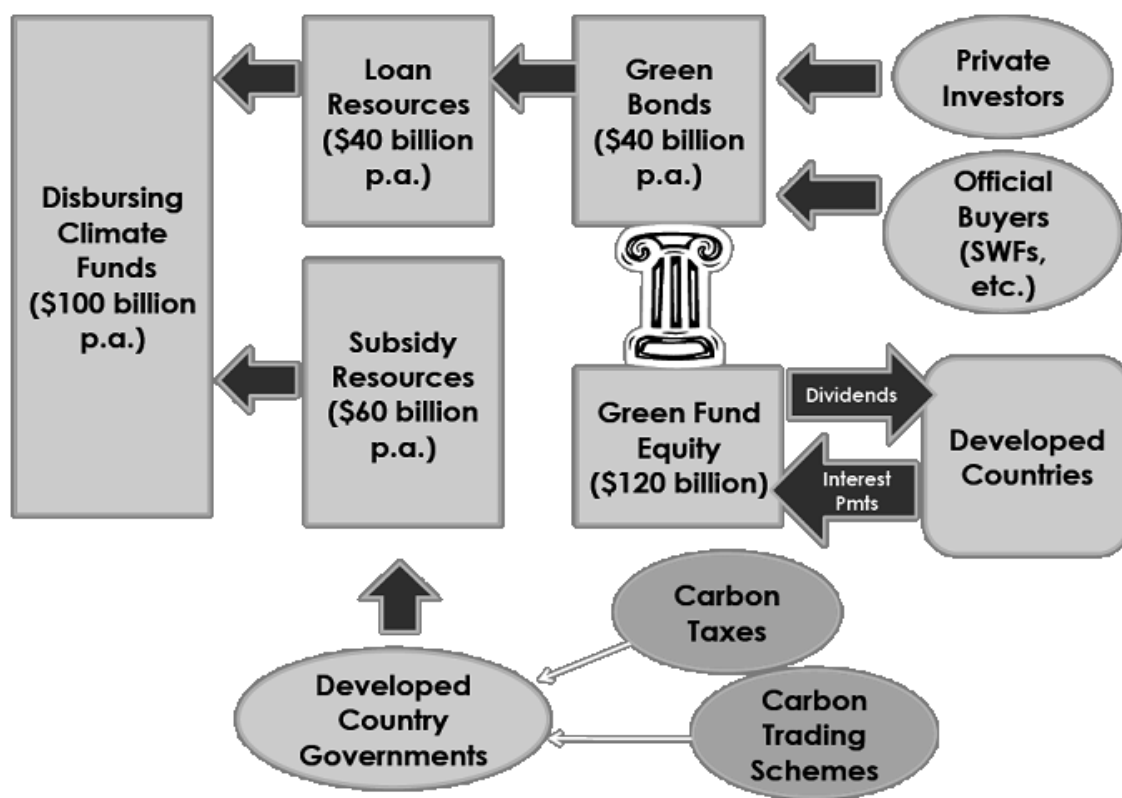 Disbursing
Climate
Funds
($100 billion
p.a.)
Loan
Resources
($40 billion
p.a.)
Green
Bonds
($40 billion
p.a.)
Private
Investors
Official
Buyers
(SWFs,
etc.)
Subsidy
Resources
($60 billion
p.a.)
Green Fund
Equity
($120 billion)
Dividends
Interest
Pmts
Developed
Countries
Developed
Country
Governments
Carbon
Taxes
Carbon
Trading
Schemes